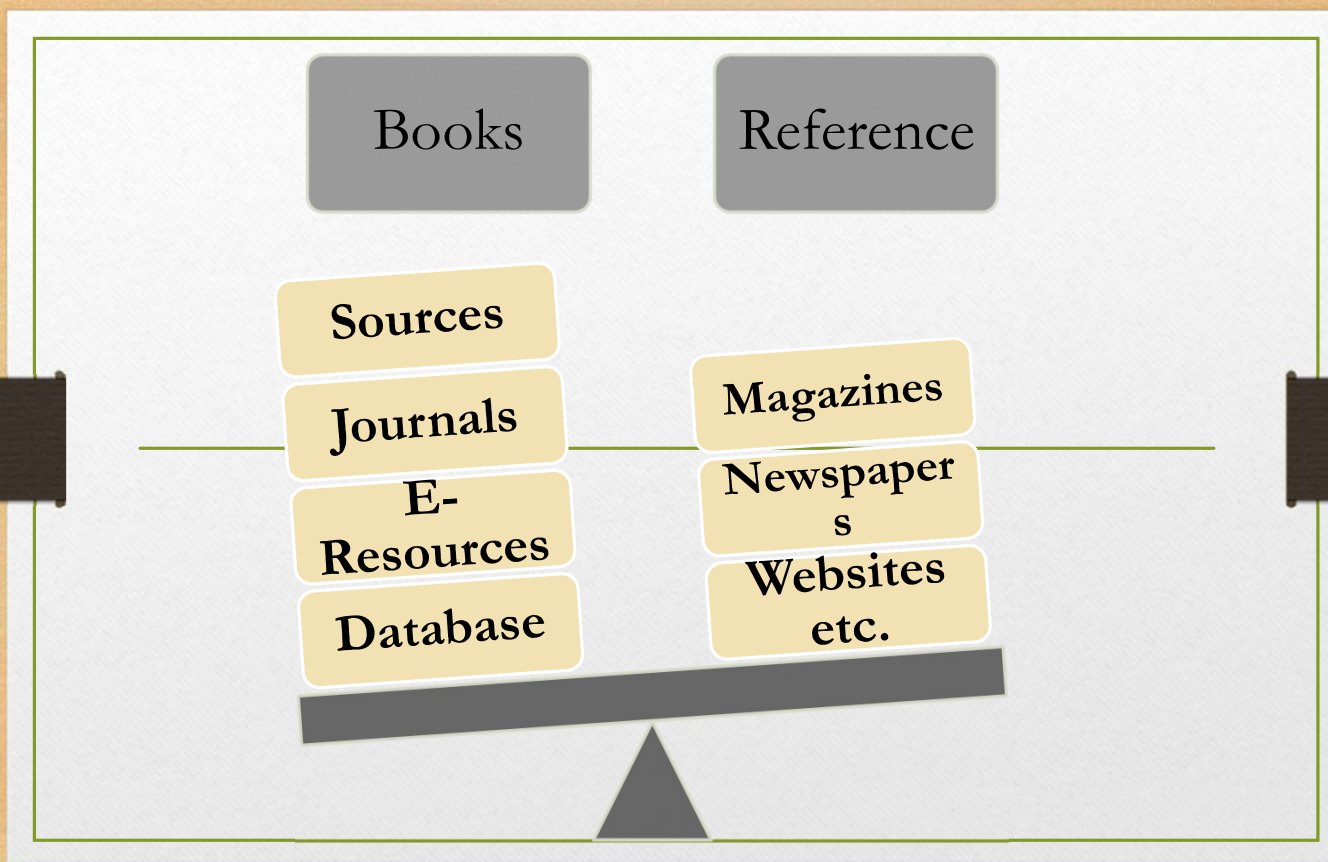 Books
Reference
Sources
Journals
E-
Resources
Database
Magazines
Newspaper
s
Websites
etc.